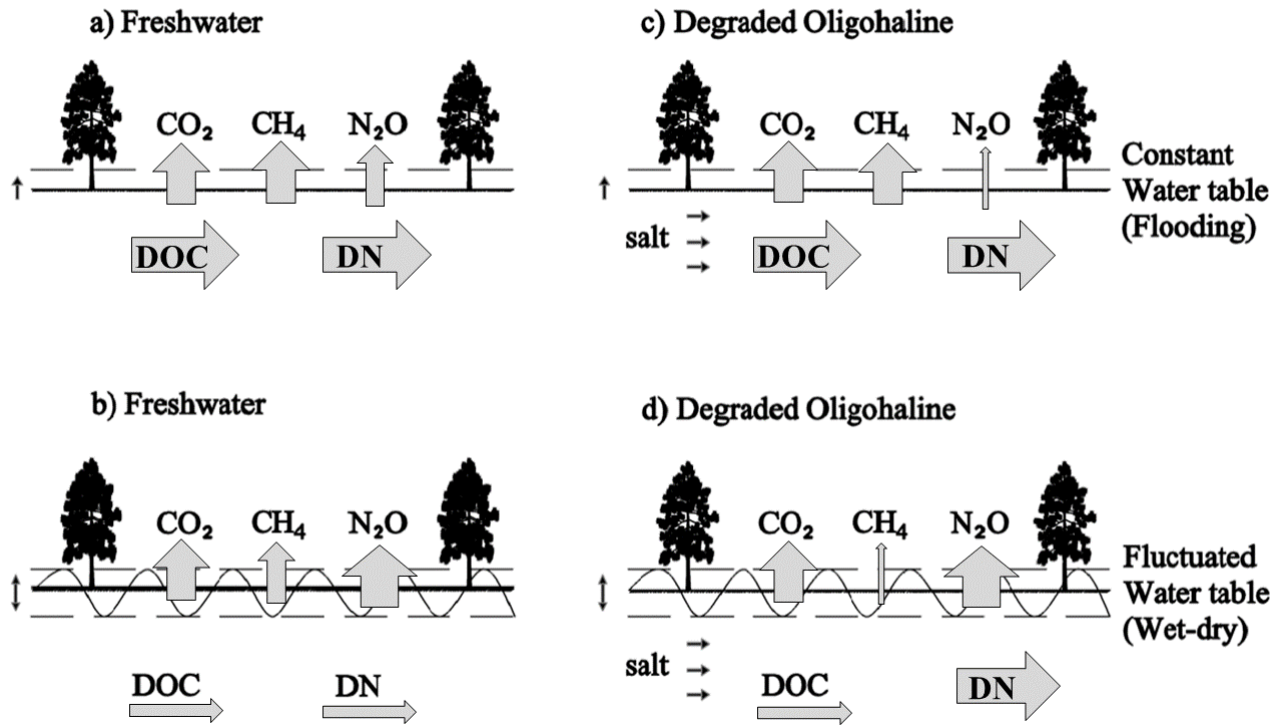 a) Freshwater
CO₂ CH₄ N₂O
DOC DN
c) Degraded Oligohaline
CO₂ CH₄ N₂O
Constant
Water table
(Flooding)
salt
DOC DN
b) Freshwater
CO₂ CH₄ N₂O
DOC DN
d) Degraded Oligohaline
CO₂ CH₄ N₂O
Fluctuated
Water table
(Wet-dry)
salt
DOC DN